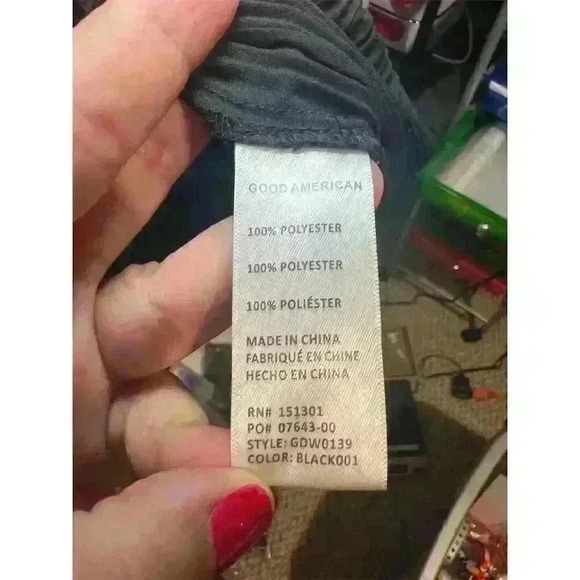 GOOD AMERICAN
100% POLYESTER
100% POLYESTER
100% POLIÉSTER
MADE IN CHINA
FABRIQUÉ EN CHINE
HECHO EN CHINA
RN# 151301
PO# 07643-00
STYLE: GDW0139
COLOR: BLACK001